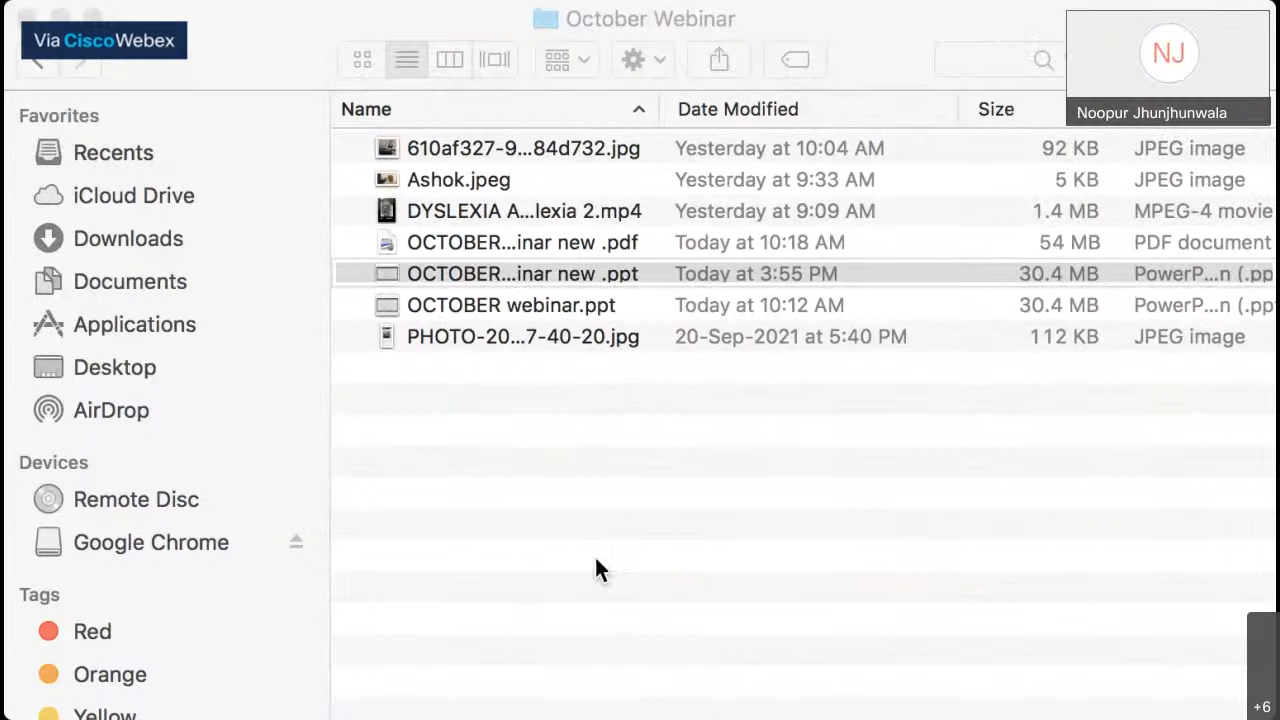 October Webinar
Via CiscoWebex
NJ
Noopur Jhunjhunwala
Name Date Modified Size
610af327-9...84d732.jpg Yesterday at 10:04 AM 92 KB JPEG image
Ashok.jpeg Yesterday at 9:33 AM 5 KB JPEG image
DYSLEXIA A...lexia 2.mp4 Yesterday at 9:09 AM 1.4 MB MPEG-4 movie
OCTOBER...inar new .pdf Today at 10:18 AM 54 MB PDF document
OCTOBER...inar new .ppt Today at 3:55 PM 30.4 MB PowerP...n (.pp
OCTOBER webinar.ppt Today at 10:12 AM 30.4 MB PowerP...n (.pp
PHOTO-20...7-40-20.jpg 20-Sep-2021 at 5:40 PM 112 KB JPEG image
Favorites
Recents
iCloud Drive
Downloads
Documents
Applications
Desktop
AirDrop
Devices
Remote Disc
Google Chrome
Tags
Red
Orange
Yellow
+6